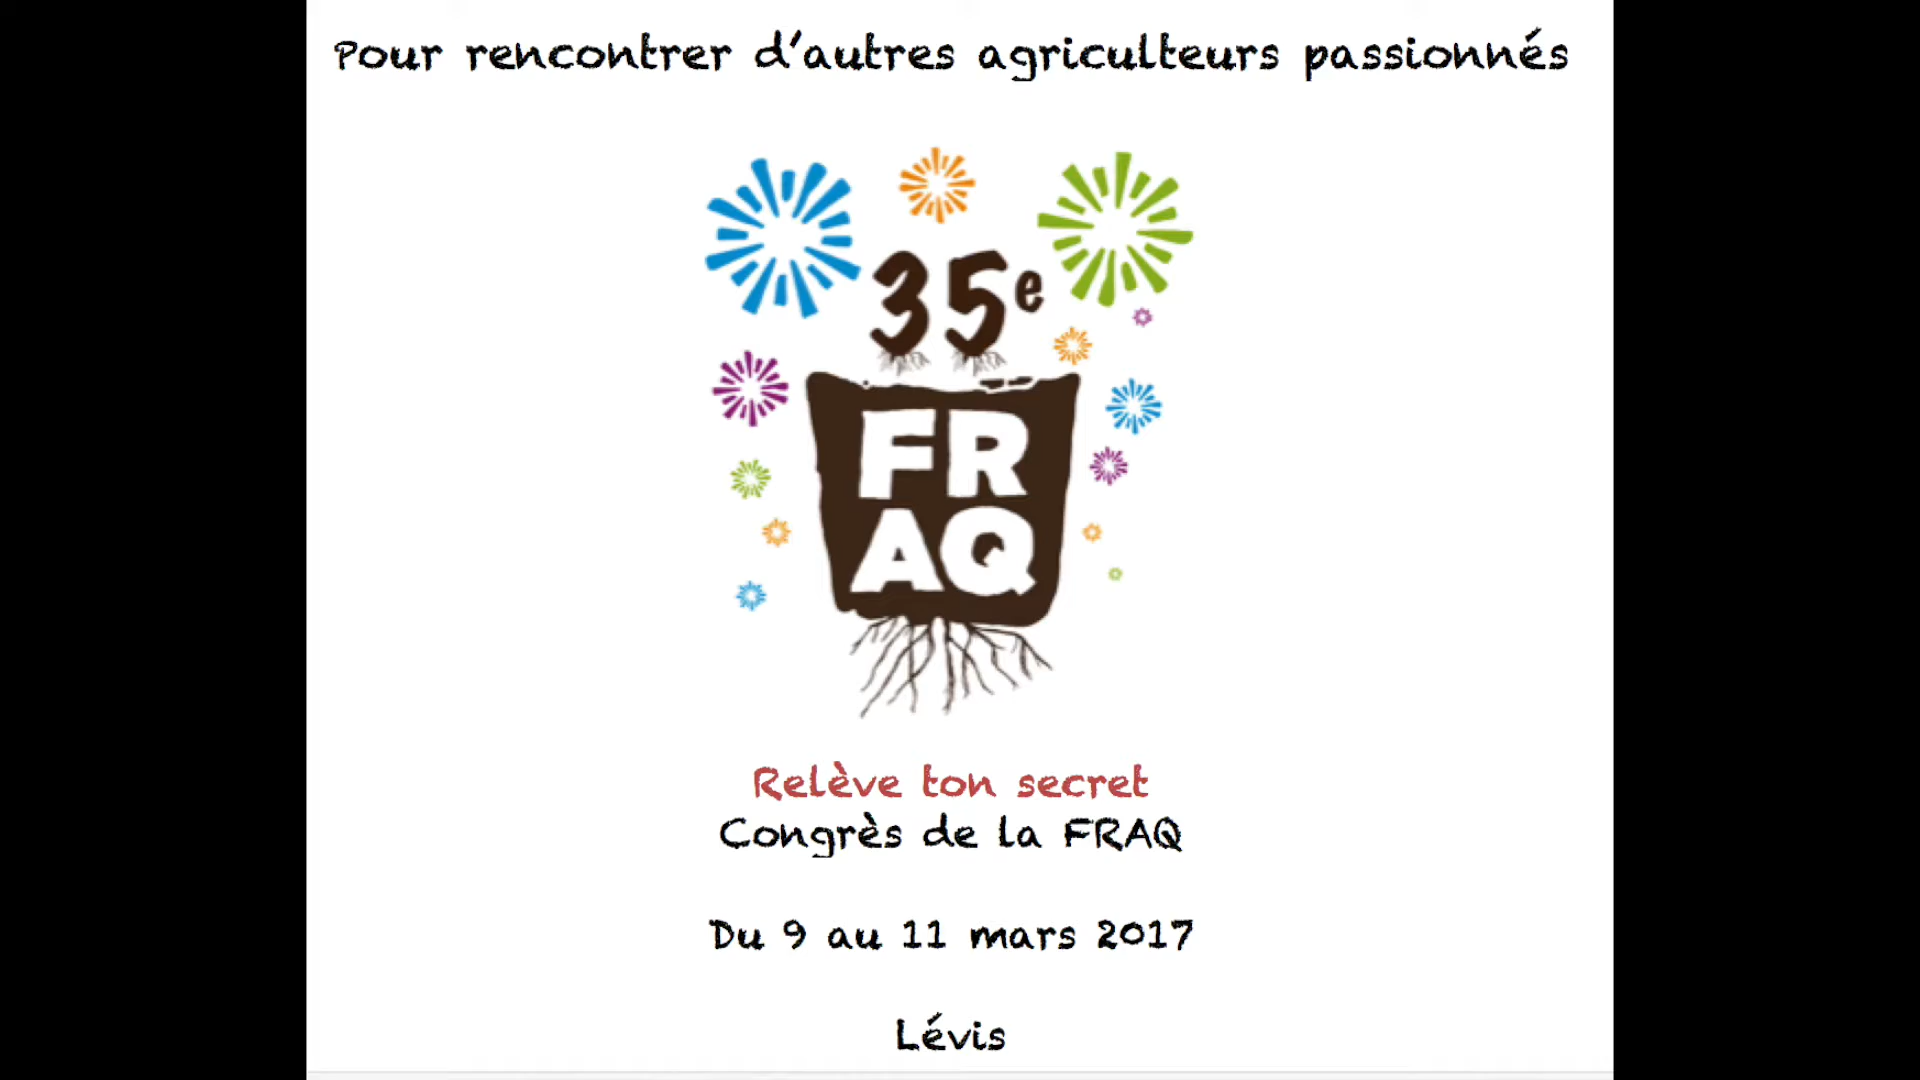 Pour rencontrer d'autres agriculteurs passionnés
35e
FR
AQ
Relève ton secret
Congrès de la FRAQ
Du 9 au 11 mars 2017
Lévis